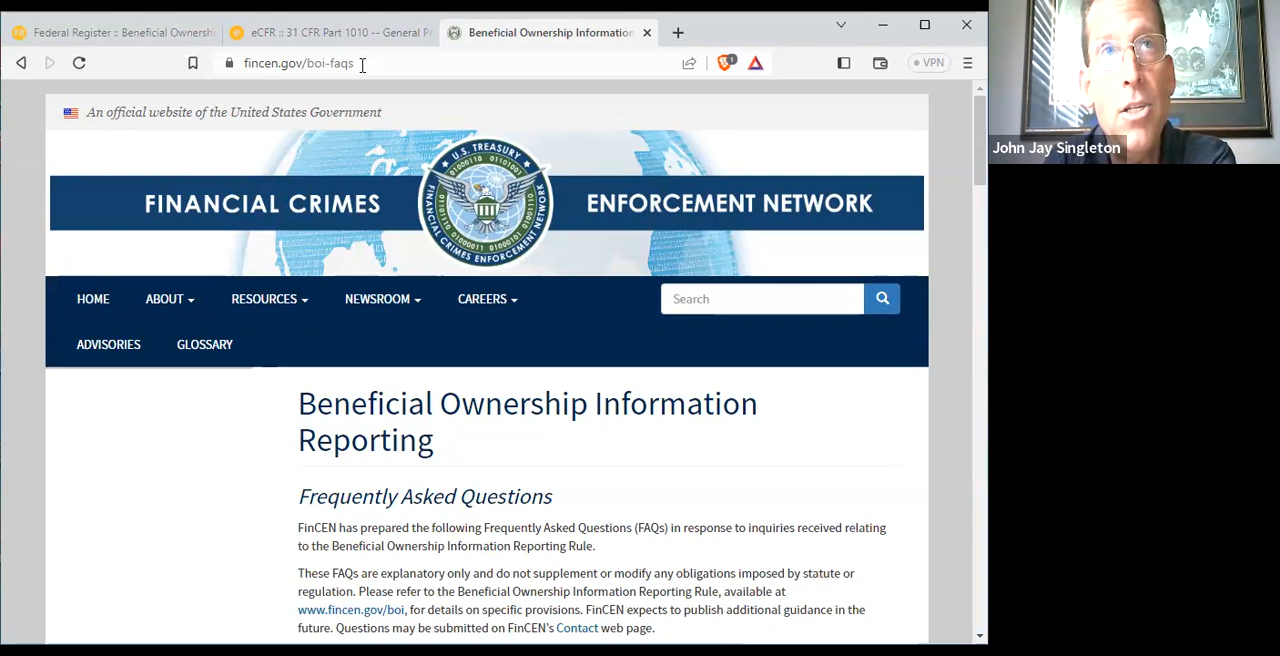 Federal Register :: Beneficial Ownershi
eCFR :: 31 CFR Part 1010 -- General Pr
Beneficial Ownership Information
fincen.gov/boi-faqs
1
VPN
John Jay Singleton
An official website of the United States Government
FINANCIAL CRIMES
ENFORCEMENT NETWORK
U.S. TREASURY
FINANCIAL CRIMES ENFORCEMENT NETWORK
HOME
ABOUT
RESOURCES
NEWSROOM
CAREERS
Search
ADVISORIES
GLOSSARY
Beneficial Ownership Information
Reporting
Frequently Asked Questions
FinCEN has prepared the following Frequently Asked Questions (FAQs) in response to inquiries received relating
to the Beneficial Ownership Information Reporting Rule.
These FAQs are explanatory only and do not supplement or modify any obligations imposed by statute or
regulation. Please refer to the Beneficial Ownership Information Reporting Rule, available at
www.fincen.gov/boi, for details on specific provisions. FinCEN expects to publish additional guidance in the
future. Questions may be submitted on FinCEN's Contact web page.